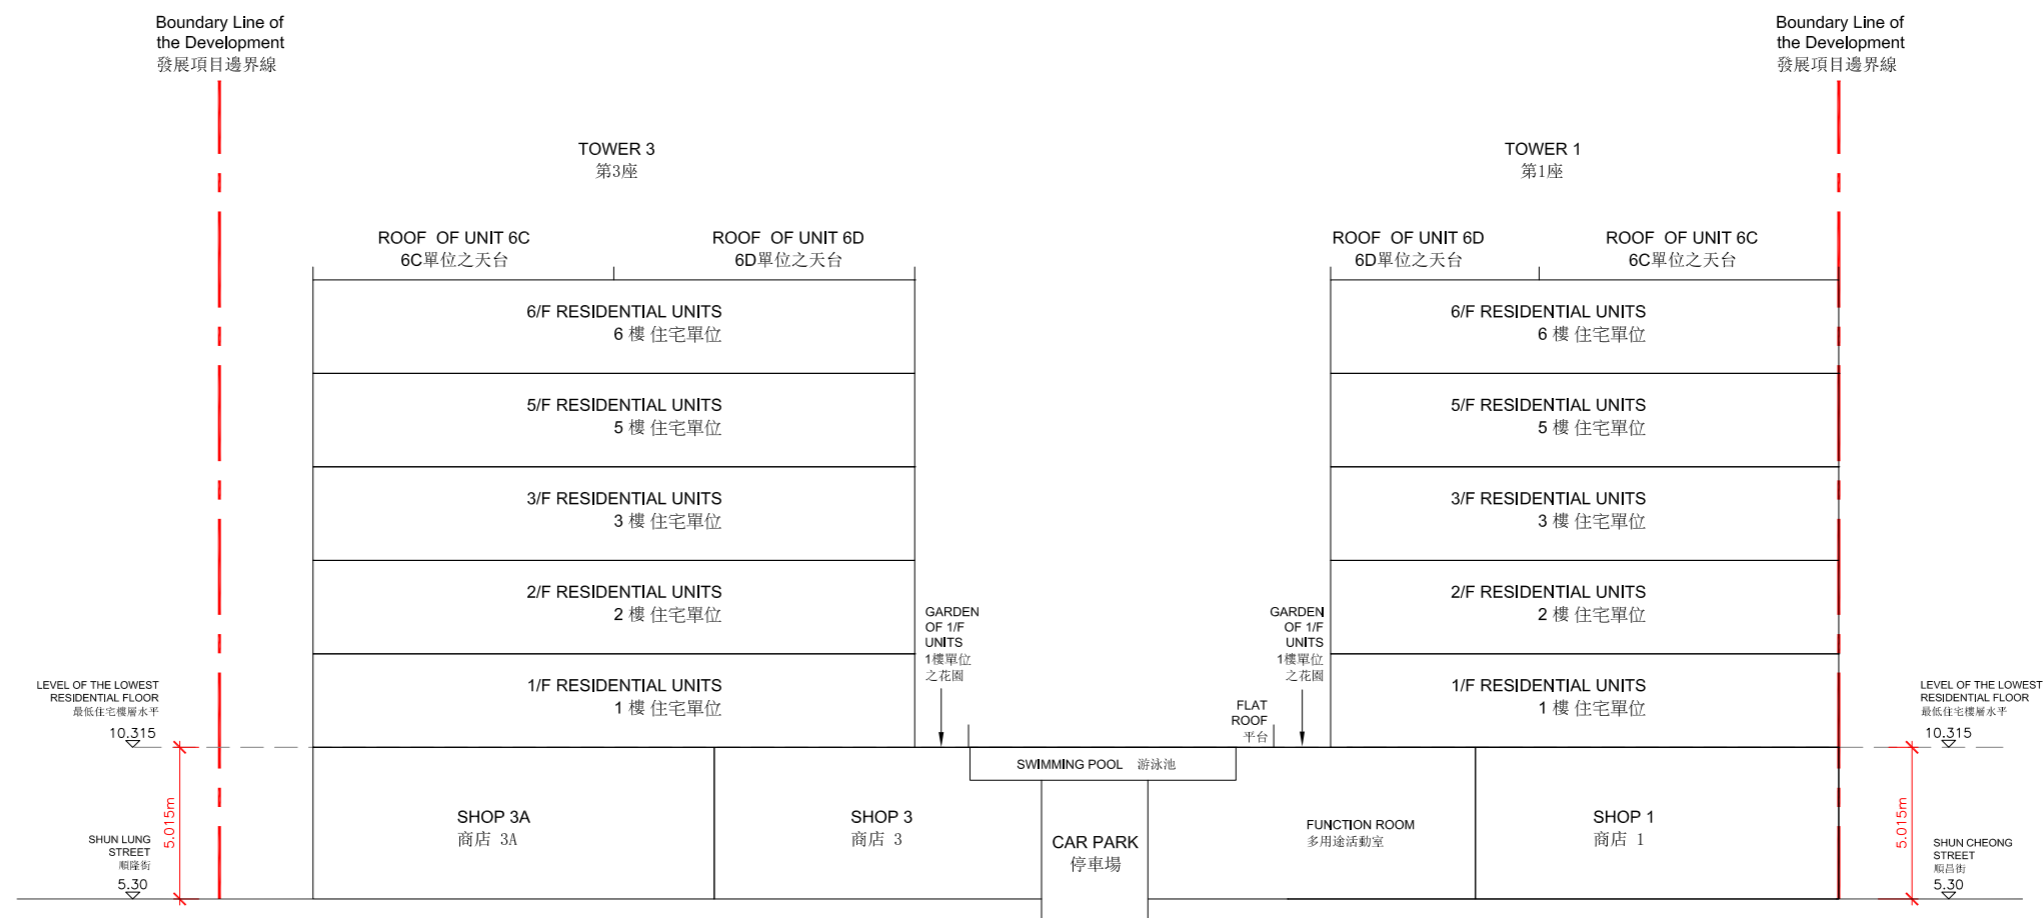 Boundary Line of
the Development
發展項目邊界線
Boundary Line of
the Development
發展項目邊界線
TOWER 3
第3座
TOWER 1
第1座
ROOF OF UNIT 6C
6C單位之天台
ROOF OF UNIT 6D
6D單位之天台
ROOF OF UNIT 6D
6D單位之天台
ROOF OF UNIT 6C
6C單位之天台
6/F RESIDENTIAL UNITS
6 樓 住宅單位
6/F RESIDENTIAL UNITS
6 樓 住宅單位
5/F RESIDENTIAL UNITS
5 樓 住宅單位
5/F RESIDENTIAL UNITS
5 樓 住宅單位
3/F RESIDENTIAL UNITS
3 樓 住宅單位
3/F RESIDENTIAL UNITS
3 樓 住宅單位
2/F RESIDENTIAL UNITS
2 樓 住宅單位
2/F RESIDENTIAL UNITS
2 樓 住宅單位
GARDEN
OF 1/F
UNITS
1樓單位
之花園
GARDEN
OF 1/F
UNITS
1樓單位
之花園
LEVEL OF THE LOWEST
RESIDENTIAL FLOOR
最低住宅樓層水平
10.315
1/F RESIDENTIAL UNITS
1 樓 住宅單位
FLAT
ROOF
平台
1/F RESIDENTIAL UNITS
1 樓 住宅單位
LEVEL OF THE LOWEST
RESIDENTIAL FLOOR
最低住宅樓層水平
10.315
SWIMMING POOL 游泳池
5.015m
SHOP 3A
商店 3A
SHOP 3
商店 3
CAR PARK
停車場
FUNCTION ROOM
多用途活動室
SHOP 1
商店 1
5.015m
SHUN LUNG
STREET
順隆街
5.30
SHUN CHEONG
STREET
順昌街
5.30